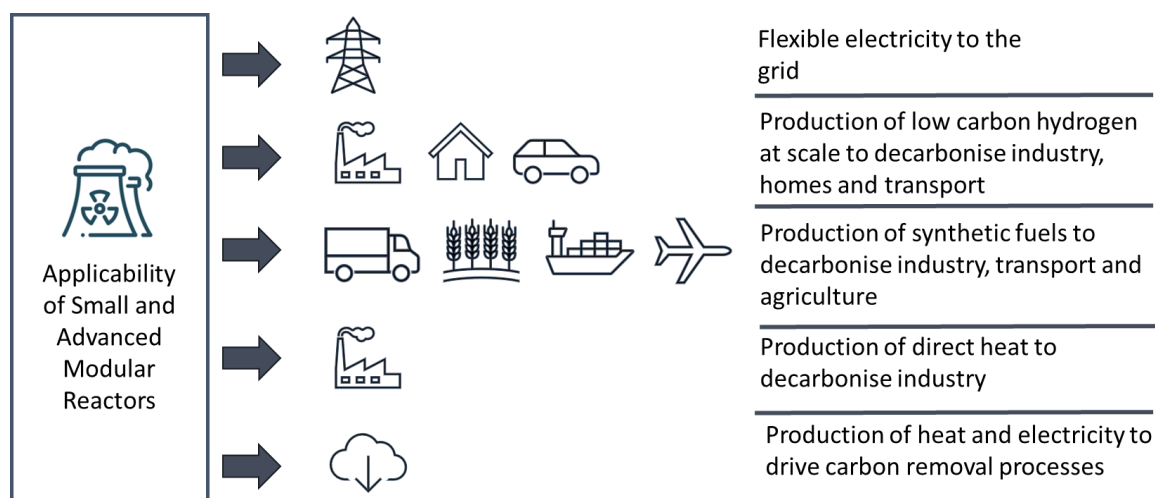 Applicability
of Small and
Advanced
Modular
Reactors
Flexible electricity to the
grid
Production of low carbon hydrogen
at scale to decarbonise industry,
homes and transport
Production of synthetic fuels to
decarbonise industry, transport and
agriculture
Production of direct heat to
decarbonise industry
Production of heat and electricity to
drive carbon removal processes